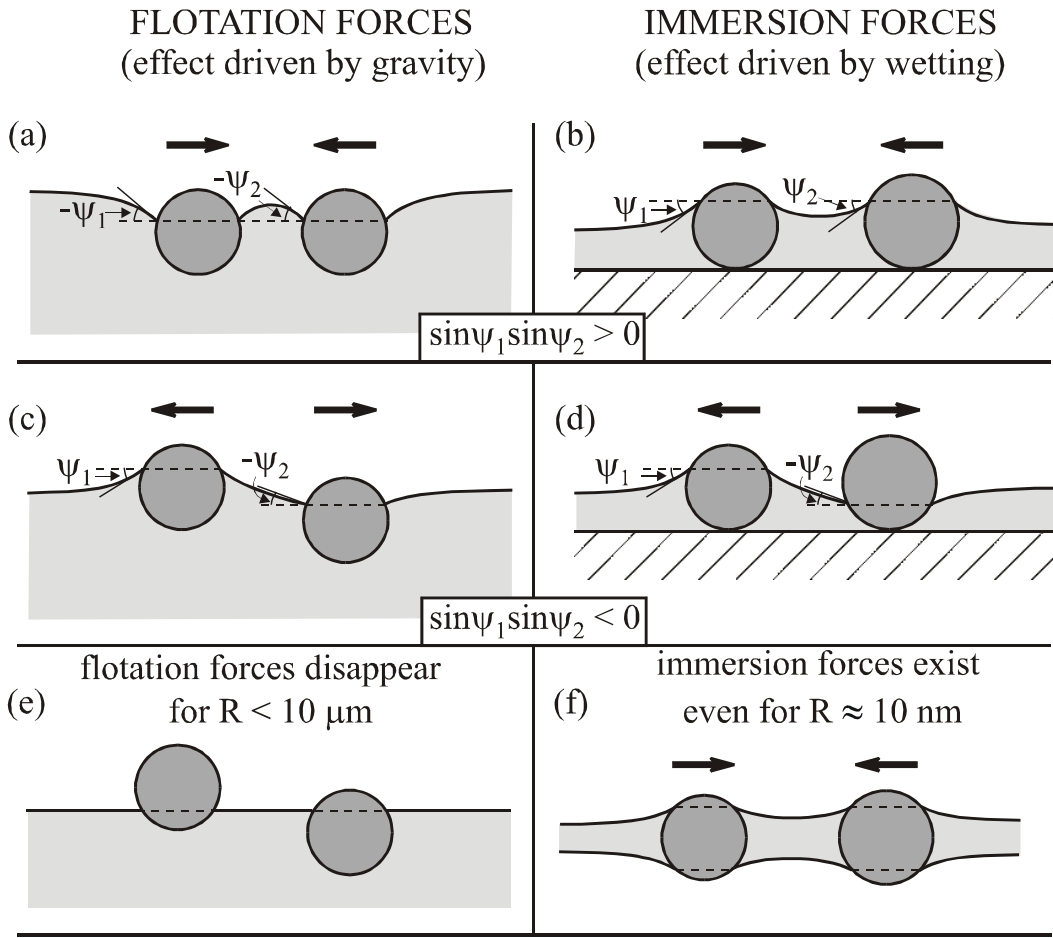 FLOTATION FORCES
(effect driven by gravity)
IMMERSION FORCES
(effect driven by wetting)
(a)
-ψ₁
-ψ₂
(b)
ψ₁
ψ₂
sinψ₁sinψ₂ > 0
(c)
ψ₁
-ψ₂
(d)
ψ₁
-ψ₂
sinψ₁sinψ₂ < 0
flotation forces disappear
(e) for R < 10 μm
immersion forces exist
(f) even for R ≈ 10 nm